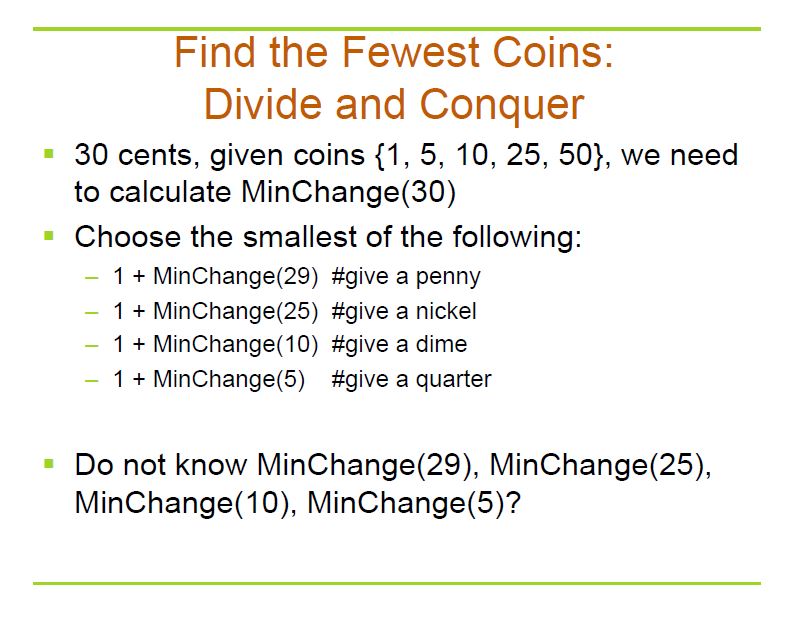 Find the Fewest Coins:
Divide and Conquer
▪ 30 cents, given coins {1, 5, 10, 25, 50}, we need
to calculate MinChange(30)
▪ Choose the smallest of the following:
– 1 + MinChange(29) #give a penny
– 1 + MinChange(25) #give a nickel
– 1 + MinChange(10) #give a dime
– 1 + MinChange(5) #give a quarter
▪ Do not know MinChange(29), MinChange(25),
MinChange(10), MinChange(5)?